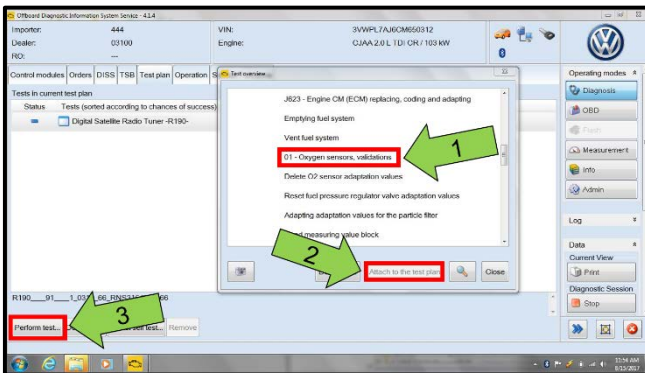 Offboard Diagnostic Information System Service - 4.1.4
Importer: 444 VIN: 3VWPL7AJ6CM650312
Dealer: 03100 Engine: CJAA 2.0 L TDI CR / 103 kW
RO: ---
Control modules Orders DISS TSB Test plan Operation
Operating modes
Tests in current test plan
Status Tests (sorted according to chances of success)
Digital Satellite Radio Tuner -R190-
Test overview
J623 - Engine CM (ECM) replacing, coding and adapting
Emptying fuel system
Vent fuel system
01 - Oxygen sensors, validations
Delete O2 sensor adaptation values
Reset fuel pressure regulator valve adaptation values
Adapting adaptation values for the particle filter
measuring value block
Attach to the test plan
Close
1
2
3
Diagnosis
OBD
Flash
Measurement
Info
Admin
Log
Data
Current View
Print
Diagnostic Session
Stop
Perform test...
test...
Remove
11:54 AM
6/15/2017